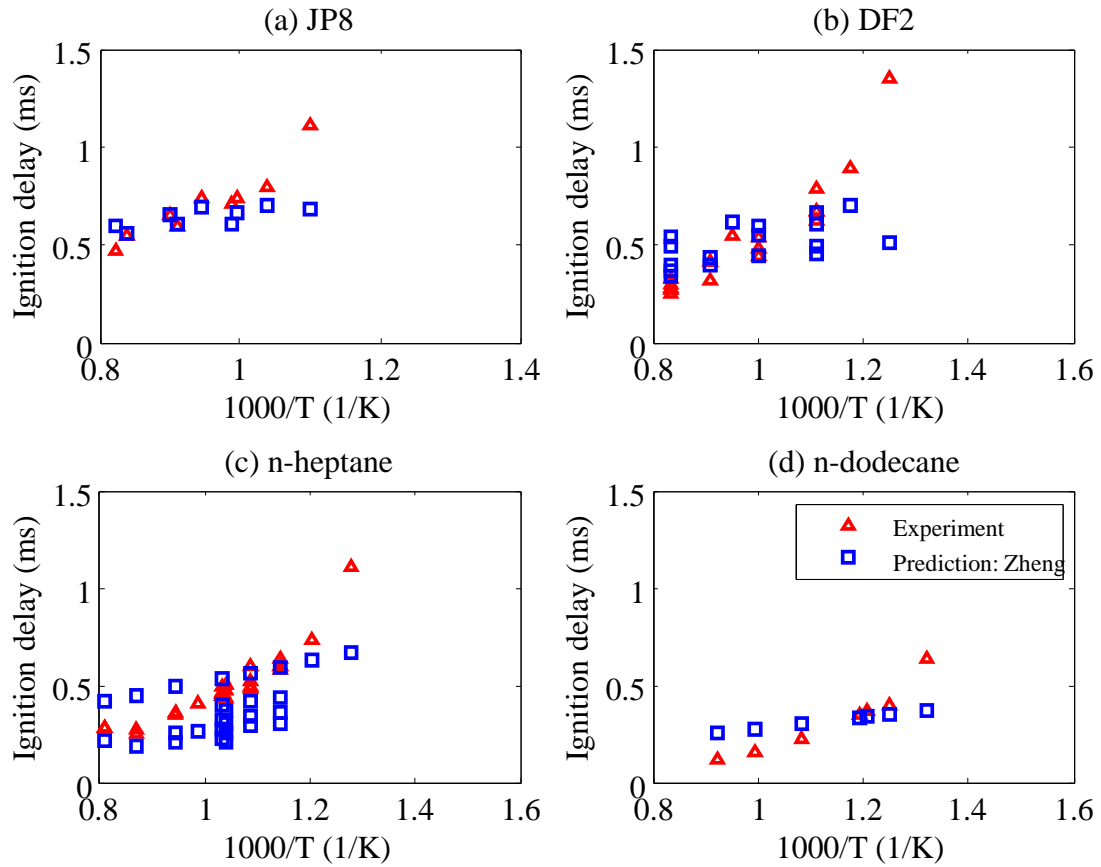 (a) JP8
Ignition delay (ms)
1.5
1
0.5
0
0.8
1
1.2
1.4
1000/T (1/K)
(b) DF2
Ignition delay (ms)
1.5
1
0.5
0
0.8
1
1.2
1.4
1.6
1000/T (1/K)
(c) n-heptane
Ignition delay (ms)
1.5
1
0.5
0
0.8
1
1.2
1.4
1.6
1000/T (1/K)
(d) n-dodecane
Ignition delay (ms)
1.5
1
0.5
0
0.8
1
1.2
1.4
1.6
1000/T (1/K)
Experiment
Prediction: Zheng